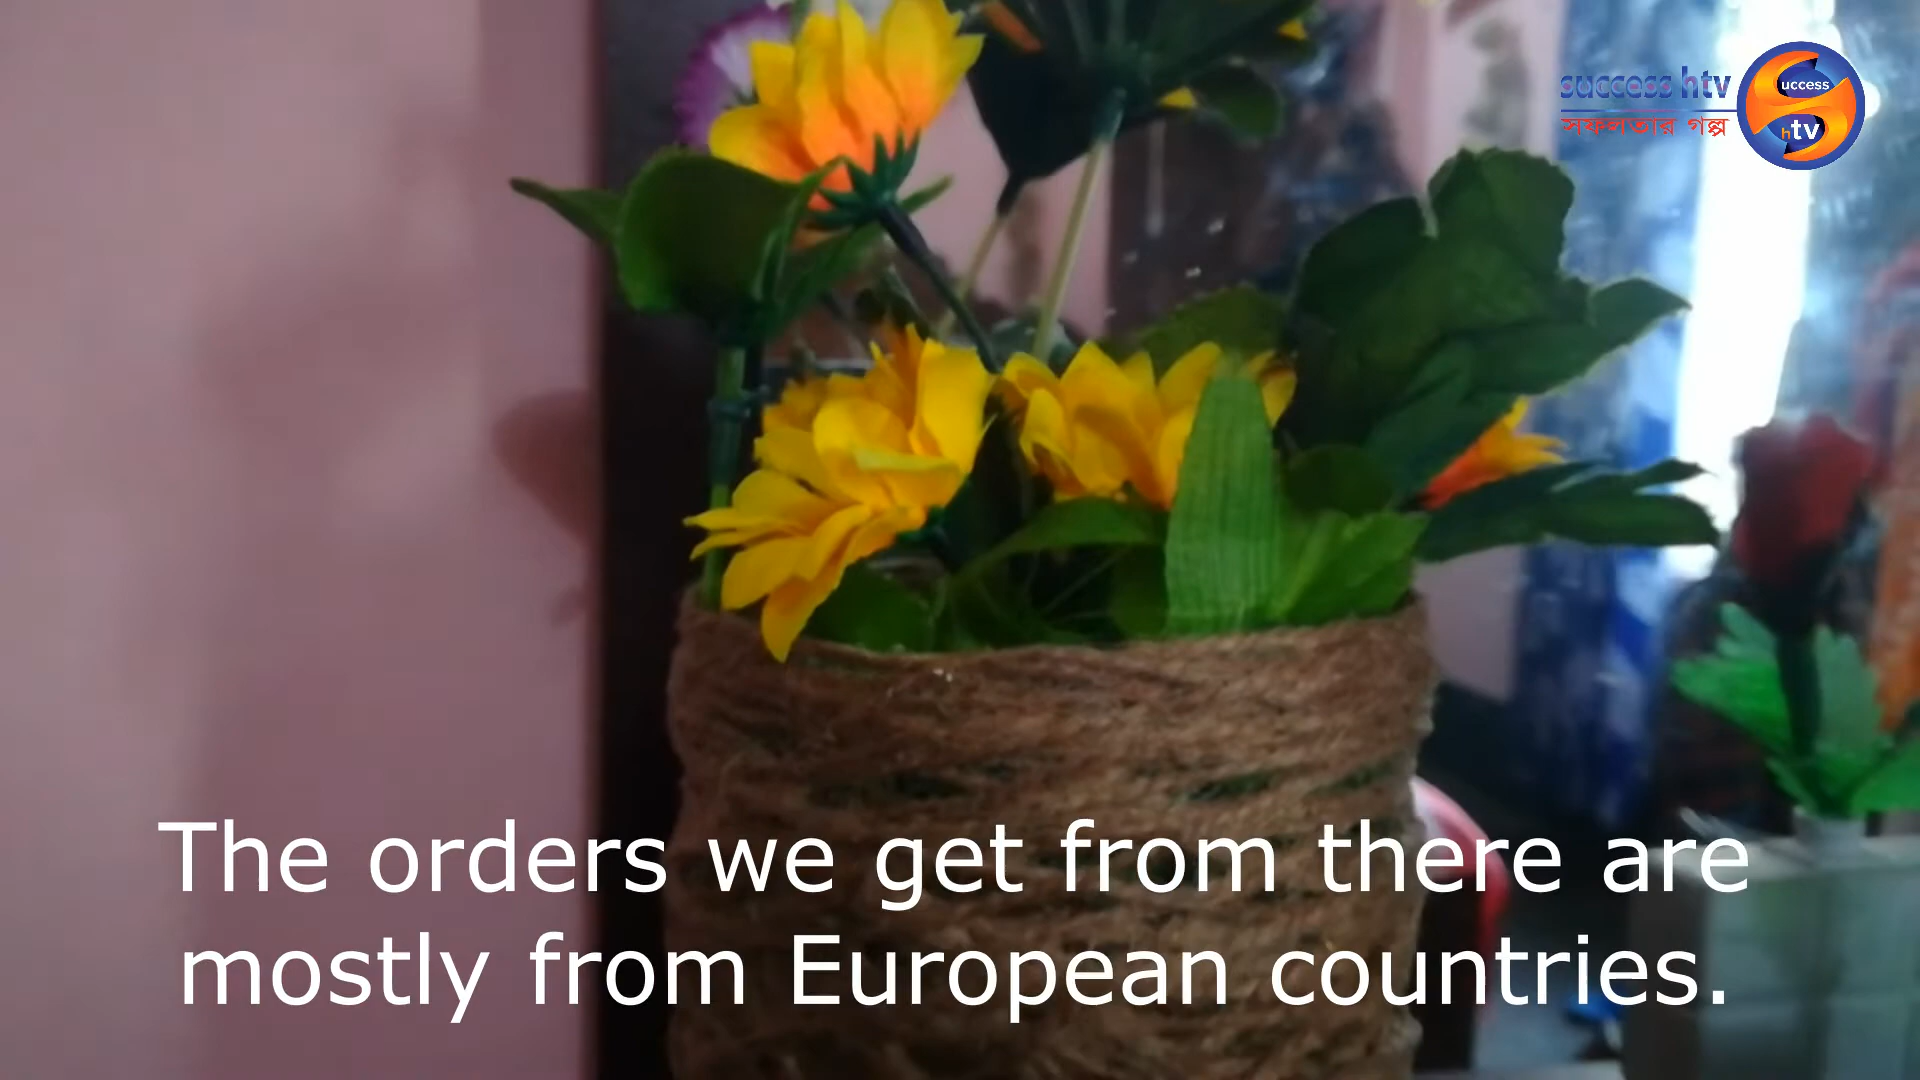 success htv
সফলতার গল্প
uccess
htv
The orders we get from there are
mostly from European countries.